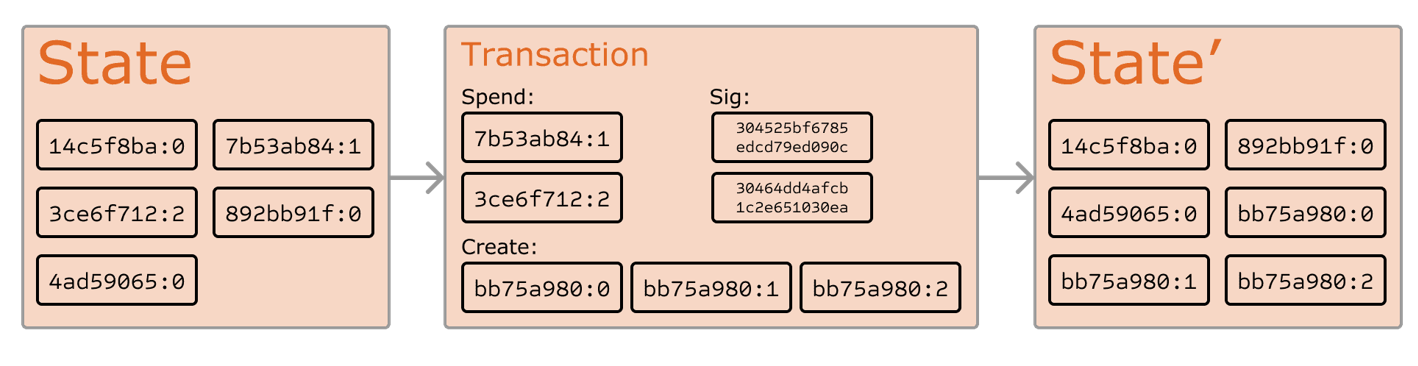 State
14c5f8ba:0 7b53ab84:1
3ce6f712:2 892bb91f:0
4ad59065:0
Transaction
Spend: Sig:
7b53ab84:1
304525bf6785
edcd79ed090c
3ce6f712:2
30464dd4afcb
1c2e651030ea
Create:
bb75a980:0 bb75a980:1 bb75a980:2
State’
14c5f8ba:0 892bb91f:0
4ad59065:0 bb75a980:0
bb75a980:1 bb75a980:2